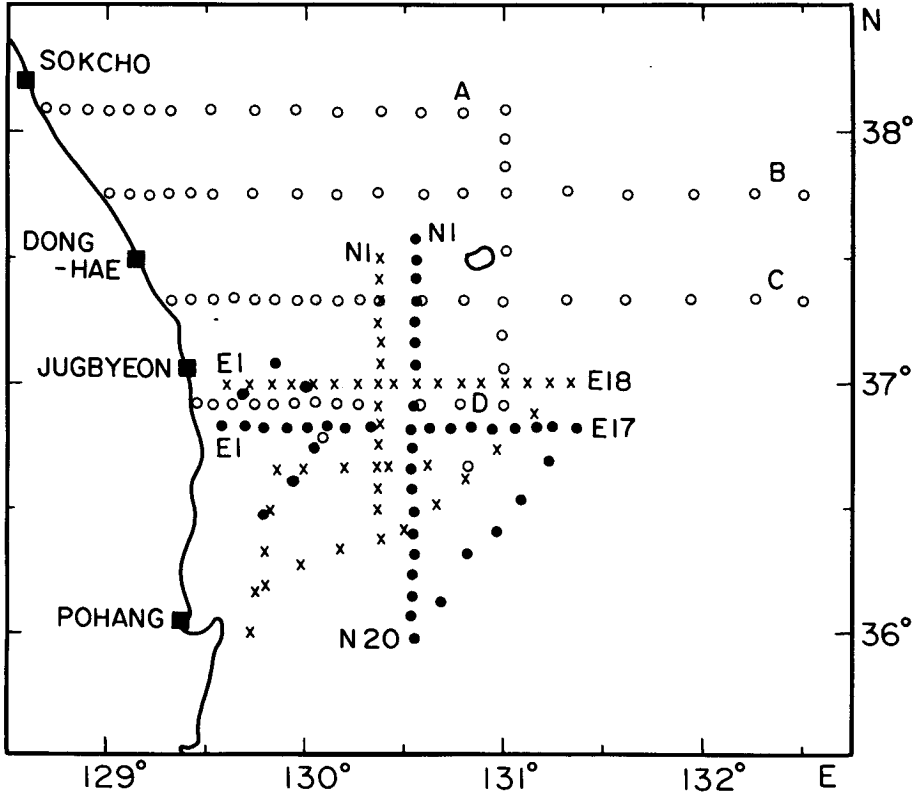 N
SOKCHO
A
38°
B
DONG
-HAE
N1
N1
C
JUGBYEON
E1
E18
37°
D
E1
E17
POHANG
N20
36°
129°
130°
131°
132°
E